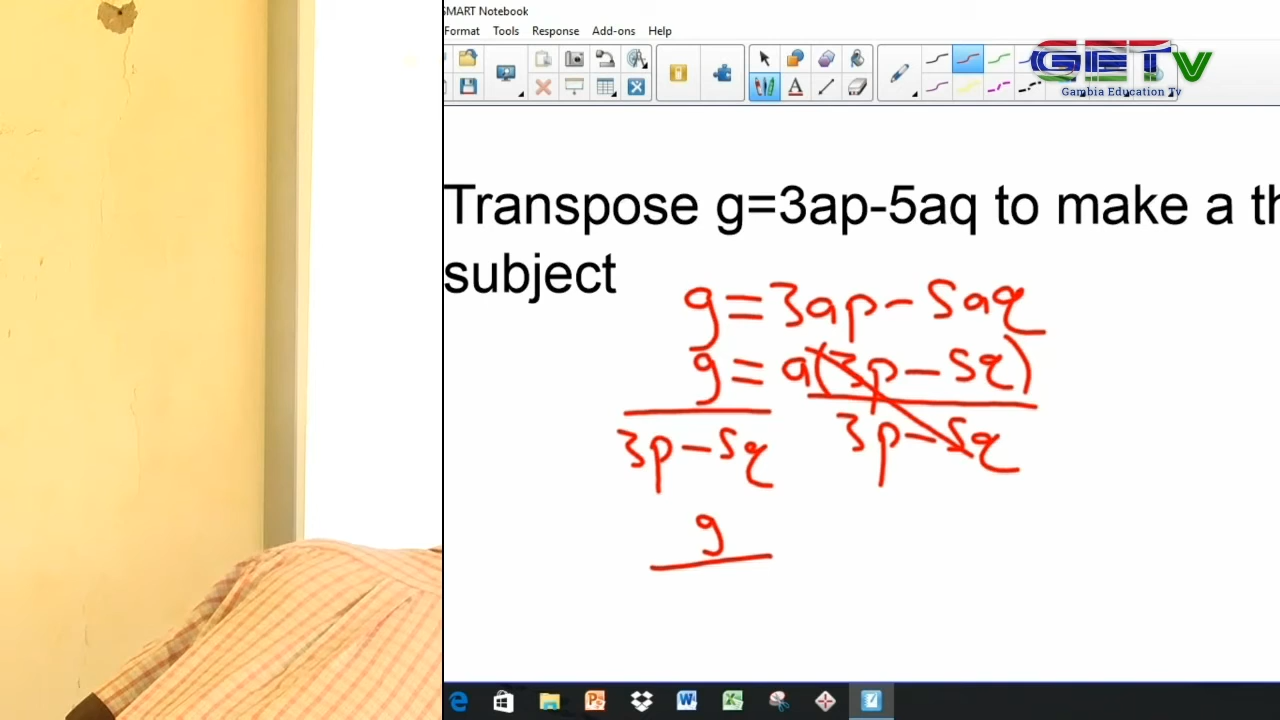 SMART Notebook
Format Tools Response Add-ons Help
GETv
Gambia Education Tv
Transpose g=3ap-5aq to make a th
subject
g=3ap-5aq
g=a(3p-5q)
3p-5q 3p-5q
g